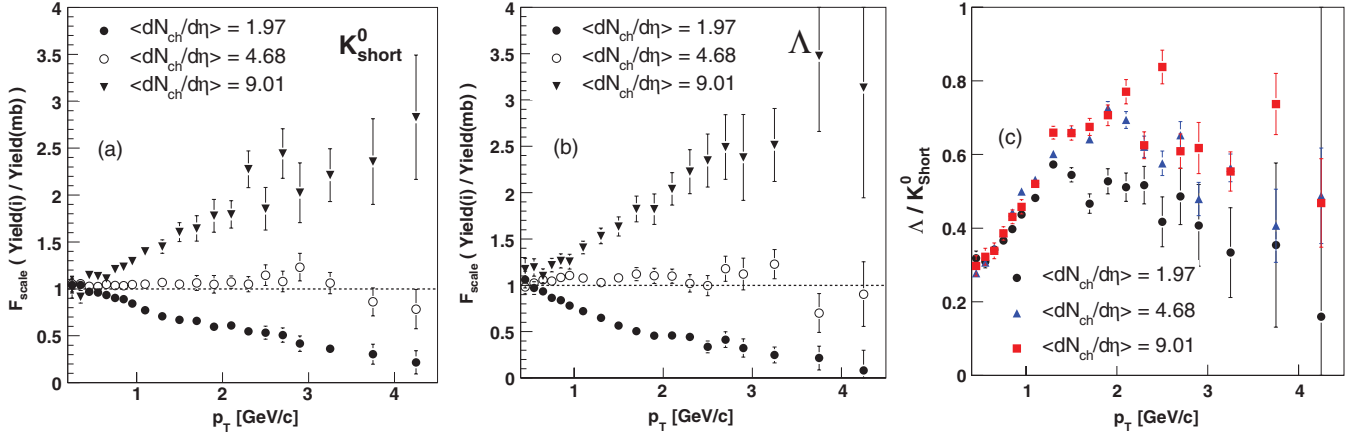 F_scale ( Yield(i) / Yield(mb))
4
3.5
3
2.5
2
1.5
1
0.5
0
<dN_ch/dη> = 1.97
<dN_ch/dη> = 4.68
<dN_ch/dη> = 9.01
K^0_short
(a)
1 2 3 4
p_T [GeV/c]
F_scale ( Yield(i) / Yield(mb))
4
3.5
3
2.5
2
1.5
1
0.5
0
<dN_ch/dη> = 1.97
<dN_ch/dη> = 4.68
<dN_ch/dη> = 9.01
Λ
(b)
1 2 3 4
p_T [GeV/c]
Λ / K^0_Short
1
0.8
0.6
0.4
0.2
0
(c)
<dN_ch/dη> = 1.97
<dN_ch/dη> = 4.68
<dN_ch/dη> = 9.01
1 2 3 4
p_T [GeV/c]